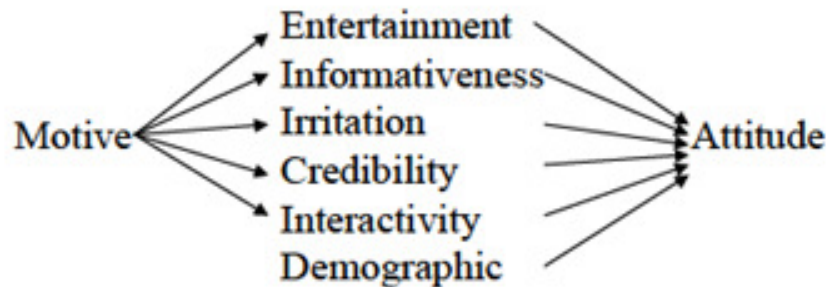 Entertainment
Informativeness
Irritation
Motive
Attitude
Credibility
Interactivity
Demographic